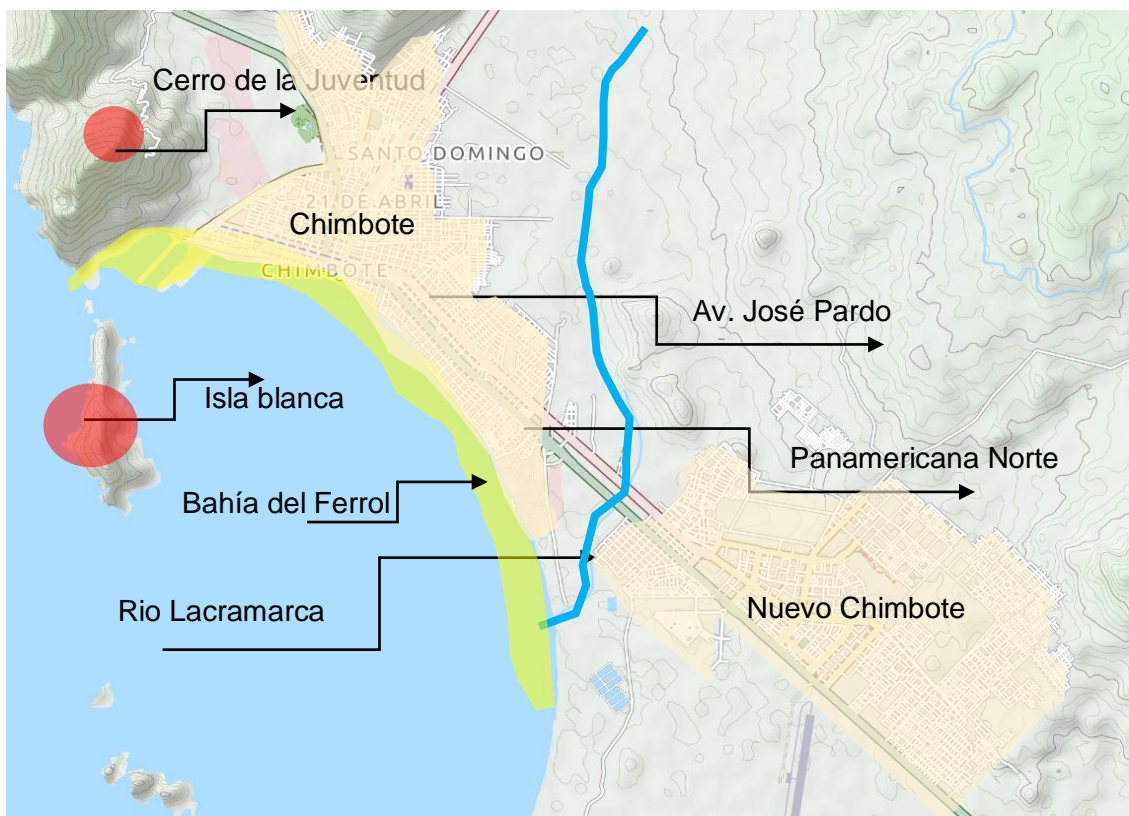 Cerro de la Juventud
SANTO DOMINGO
21 DE ABRIL
Chimbote
CHIMBOTE
Av. José Pardo
Isla blanca
Panamericana Norte
Bahía del Ferrol
Rio Lacramarca
Nuevo Chimbote